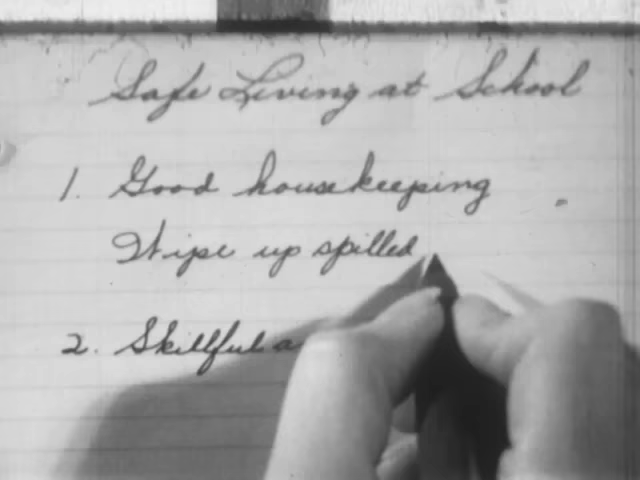 Safe Living at School
1. Good housekeeping
Wipe up spilled
2. Skillful a